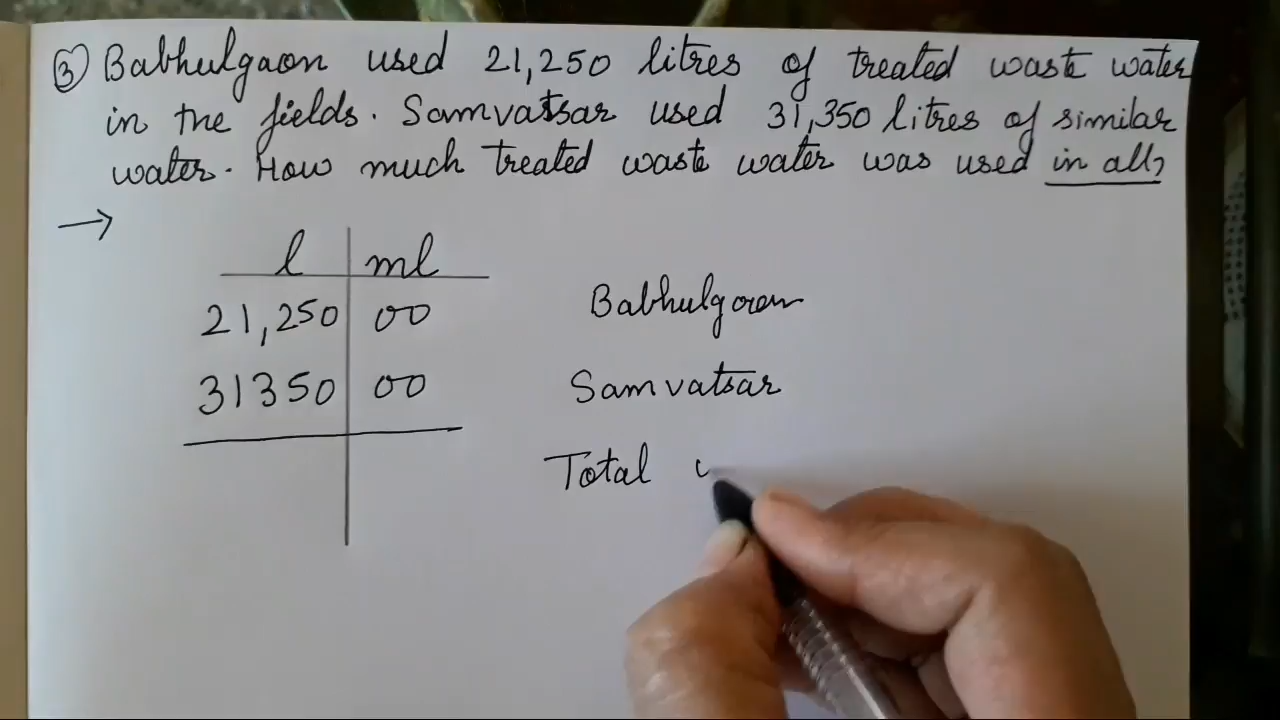 ③ Babhulgaon used 21,250 litres of treated waste water
in the fields. Samvatsar used 31,350 litres of similar
water. How much treated waste water was used in all?
→
l ml
21,250 00 Babhulgaon
31350 00 Samvatsar
Total